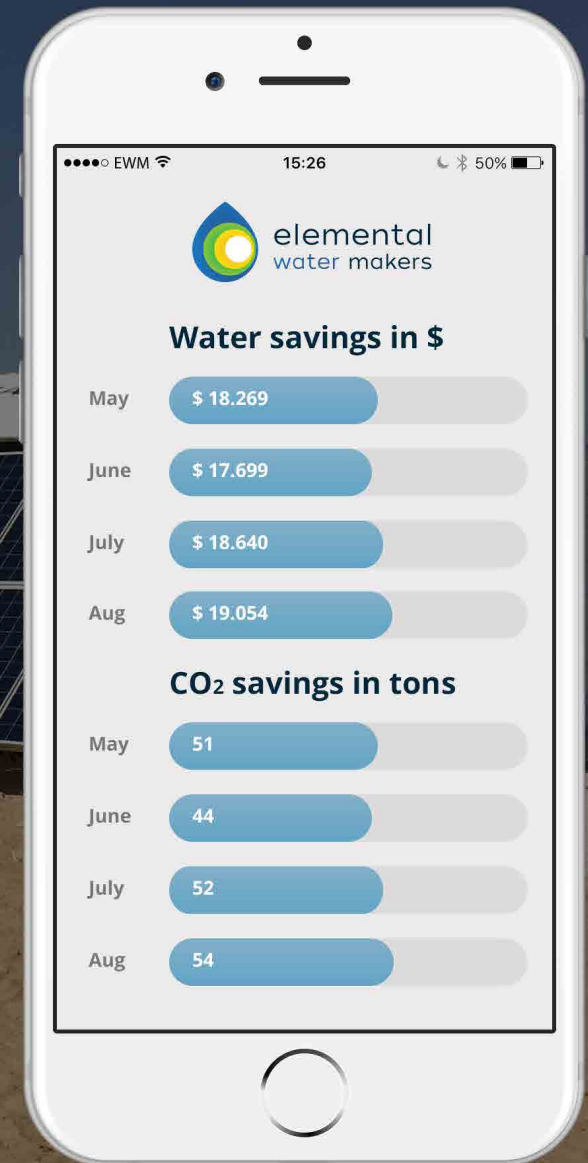 EWM 15:26 50%
elemental
water makers
Water savings in $
May $ 18.269
June $ 17.699
July $ 18.640
Aug $ 19.054
CO2 savings in tons
May 51
June 44
July 52
Aug 54